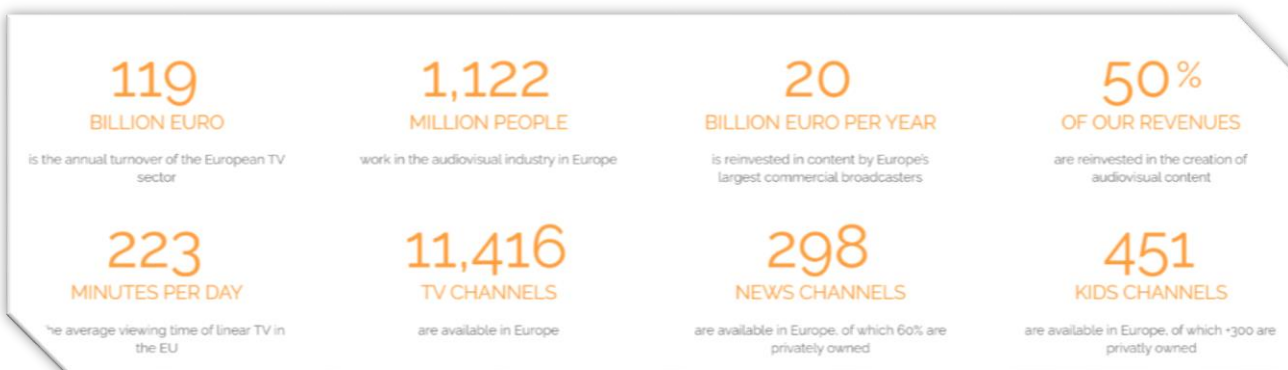 119
BILLION EURO
is the annual turnover of the European TV
sector
1,122
MILLION PEOPLE
work in the audiovisual industry in Europe
20
BILLION EURO PER YEAR
is reinvested in content by Europe's
largest commercial broadcasters
50%
OF OUR REVENUES
are reinvested in the creation of
audiovisual content
223
MINUTES PER DAY
he average viewing time of linear TV in
the EU
11,416
TV CHANNELS
are available in Europe
298
NEWS CHANNELS
are available in Europe, of which 60% are
privately owned
451
KIDS CHANNELS
are available in Europe, of which +300 are
privatly owned